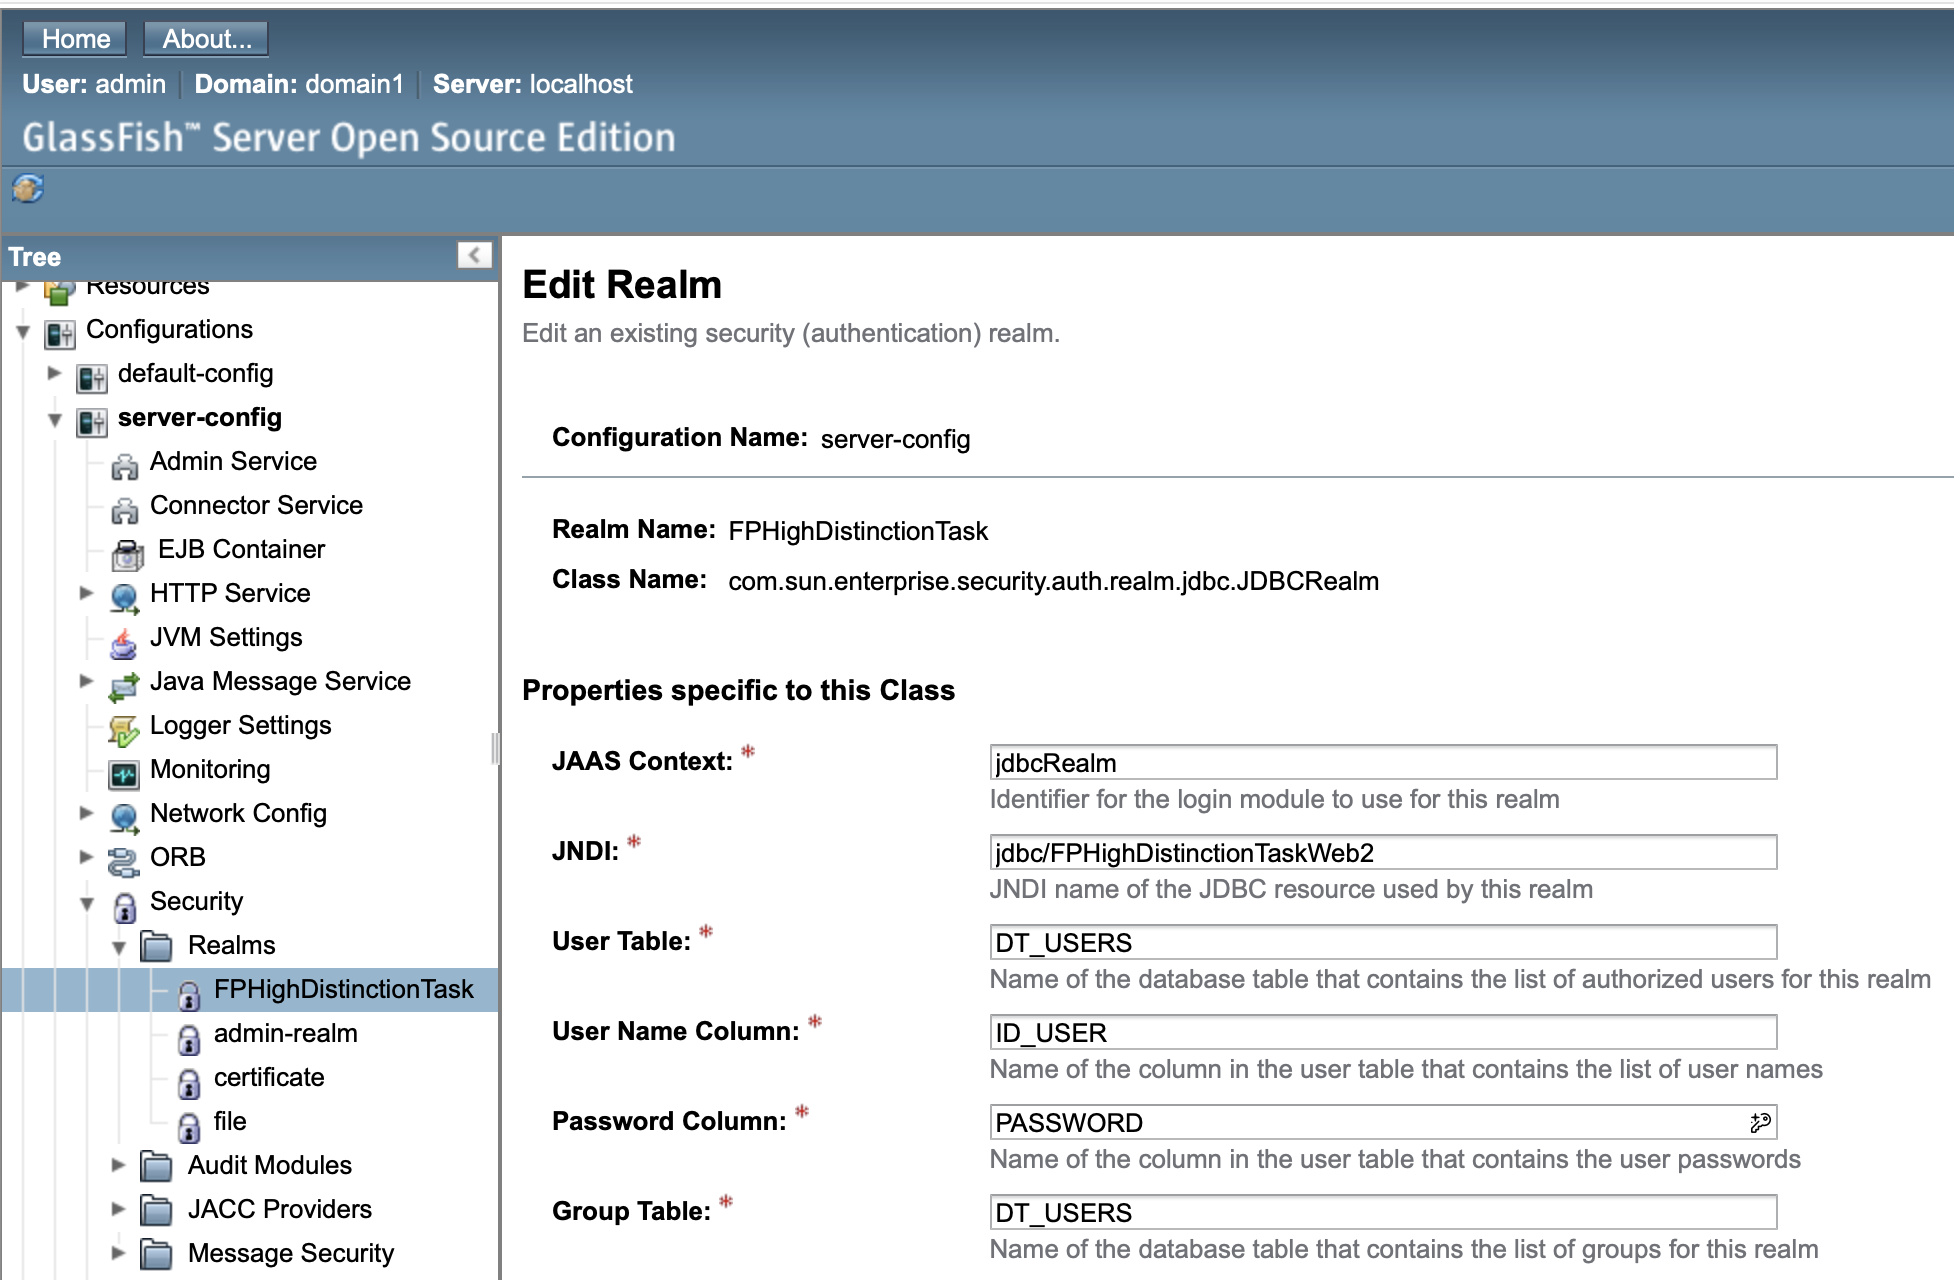 Home About...
User: admin Domain: domain1 Server: localhost
GlassFish™ Server Open Source Edition
Tree
Resources
Configurations
default-config
server-config
Admin Service
Connector Service
EJB Container
HTTP Service
JVM Settings
Java Message Service
Logger Settings
Monitoring
Network Config
ORB
Security
Realms
FPHighDistinctionTask
admin-realm
certificate
file
Audit Modules
JACC Providers
Message Security
Edit Realm
Edit an existing security (authentication) realm.
Configuration Name: server-config
Realm Name: FPHighDistinctionTask
Class Name: com.sun.enterprise.security.auth.realm.jdbc.JDBCRealm
Properties specific to this Class
JAAS Context: * jdbcRealm
Identifier for the login module to use for this realm
JNDI: * jdbc/FPHighDistinctionTaskWeb2
JNDI name of the JDBC resource used by this realm
User Table: * DT_USERS
Name of the database table that contains the list of authorized users for this realm
User Name Column: * ID_USER
Name of the column in the user table that contains the list of user names
Password Column: * PASSWORD
Name of the column in the user table that contains the user passwords
Group Table: * DT_USERS
Name of the database table that contains the list of groups for this realm